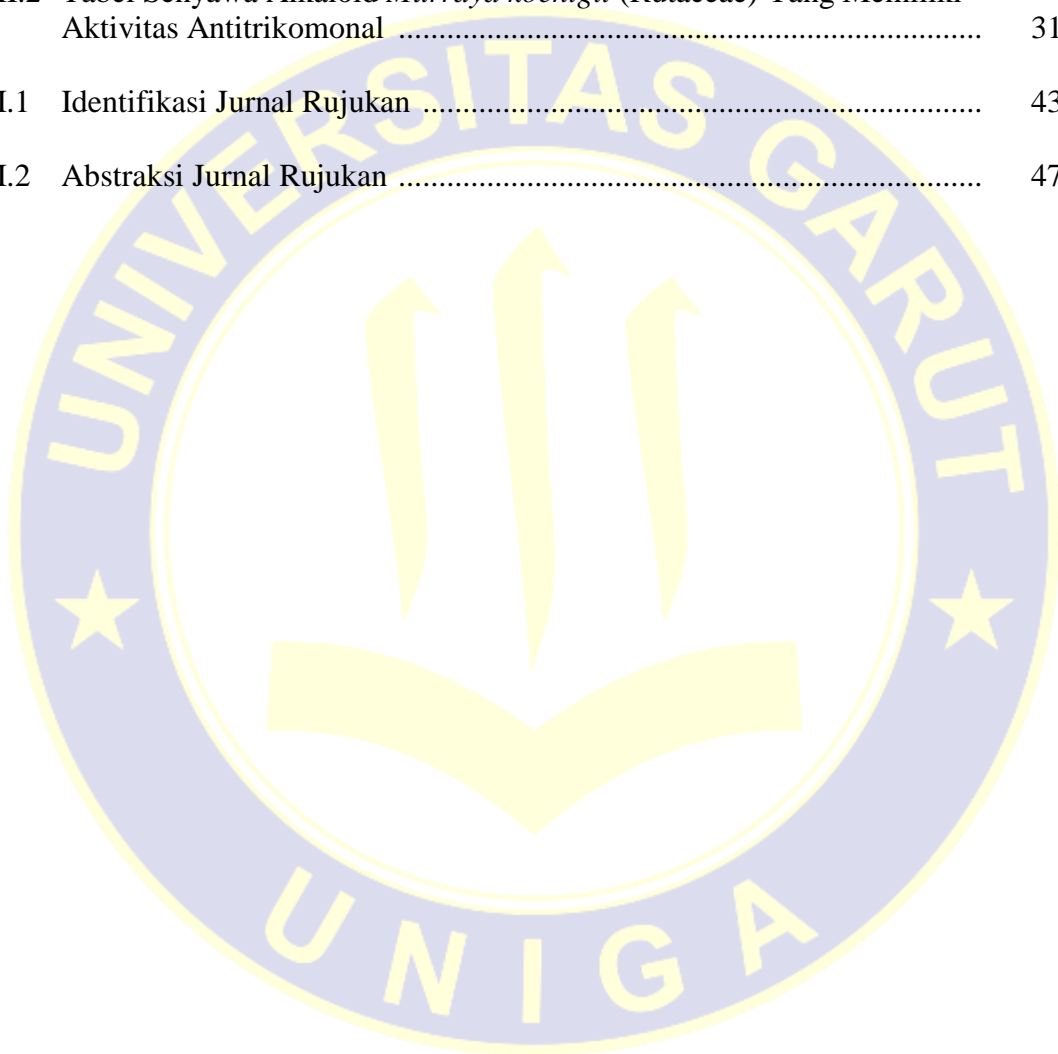 I.2 Tabel Senyawa Alkaloid Murraya koenigii (Rutaceae) Yang Memiliki
Aktivitas Antitrikomonal ......................................................................... 31
I.1 Identifikasi Jurnal Rujukan ...................................................................... 43
I.2 Abstraksi Jurnal Rujukan ......................................................................... 47
UNIVERSITAS GARUT
UNIGA